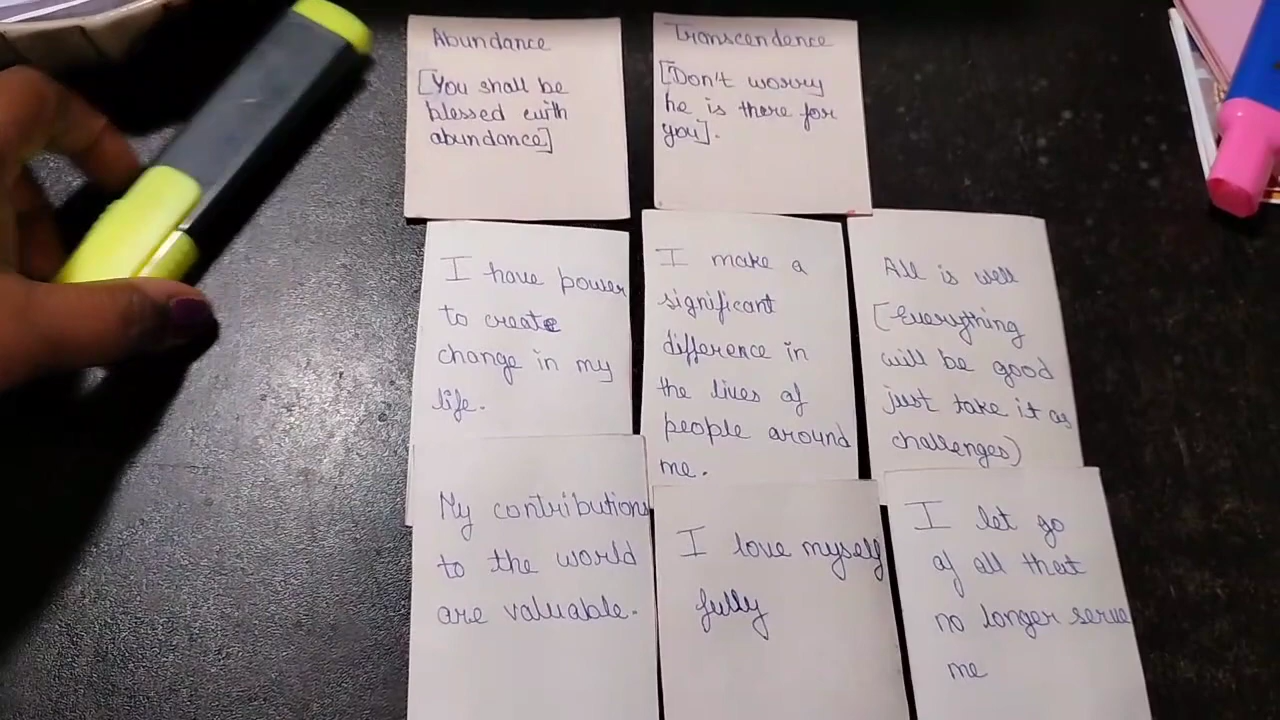 Abundance
[You shall be
blessed with
abundance]
Transcendence
[Don't worry
he is there for
you].
I have power
to create
change in my
life.
I make a
significant
difference in
the lives of
people around
me.
All is well
[Everything
will be good
just take it as
challenges)
My contributions
to the world
are valuable.
I love myself
fully
I let go
of all that
no longer serve
me